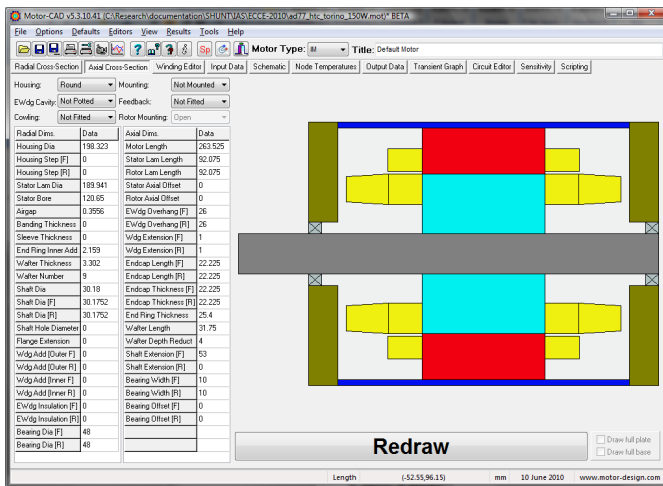 Motor-CAD v5.3.10.41 (C:\Research\documentation\SHUNT\IAS\ECCE-2010\ad77_htc_torino_150W.mot)* BETA
File Options Defaults Editors View Results Tools Help
Sp Motor Type: IM Title: Default Motor
Radial Cross-Section Axial Cross-Section Winding Editor Input Data Schematic Node Temperatures Output Data Transient Graph Circuit Editor Sensitivity Scripting
Housing: Round Mounting: Not Mounted
EWdg Cavity: Not Potted Feedback: Not Fitted
Cowling: Not Fitted Rotor Mounting: Open
Radial Dims. Data Axial Dims. Data
Housing Dia 198.323 Motor Length 263.525
Housing Step [F] 0 Stator Lam Length 92.075
Housing Step [R] 0 Rotor Lam Length 92.075
Stator Lam Dia 189.941 Stator Axial Offset 0
Stator Bore 120.65 Rotor Axial Offset 0
Airgap 0.3556 EWdg Overhang [F] 26
Banding Thickness 0 EWdg Overhang [R] 26
Sleeve Thickness 0 Wdg Extension [F] 1
End Ring Inner Add 2.159 Wdg Extension [R] 1
Wafter Thickness 3.302 Endcap Length [F] 22.225
Wafter Number 9 Endcap Length [R] 22.225
Shaft Dia 30.18 Endcap Thickness [F] 22.225
Shaft Dia [F] 30.1752 Endcap Thickness [R] 22.225
Shaft Dia [R] 30.1752 End Ring Thickness 25.4
Shaft Hole Diameter 0 Wafter Length 31.75
Flange Extension 0 Wafter Depth Reduct 4
Wdg Add [Outer F] 0 Shaft Extension [F] 53
Wdg Add [Outer R] 0 Shaft Extension [R] 0
Wdg Add [Inner F] 0 Bearing Width [F] 10
Wdg Add [Inner R] 0 Bearing Width [R] 10
EWdg Insulation [F] 0 Bearing Offset [F] 0
EWdg Insulation [R] 0 Bearing Offset [R] 0
Bearing Dia [F] 48
Bearing Dia [R] 48
Redraw
Draw full plate
Draw full base
Length (-52.55,96.15) mm 10 June 2010 www.motor-design.com